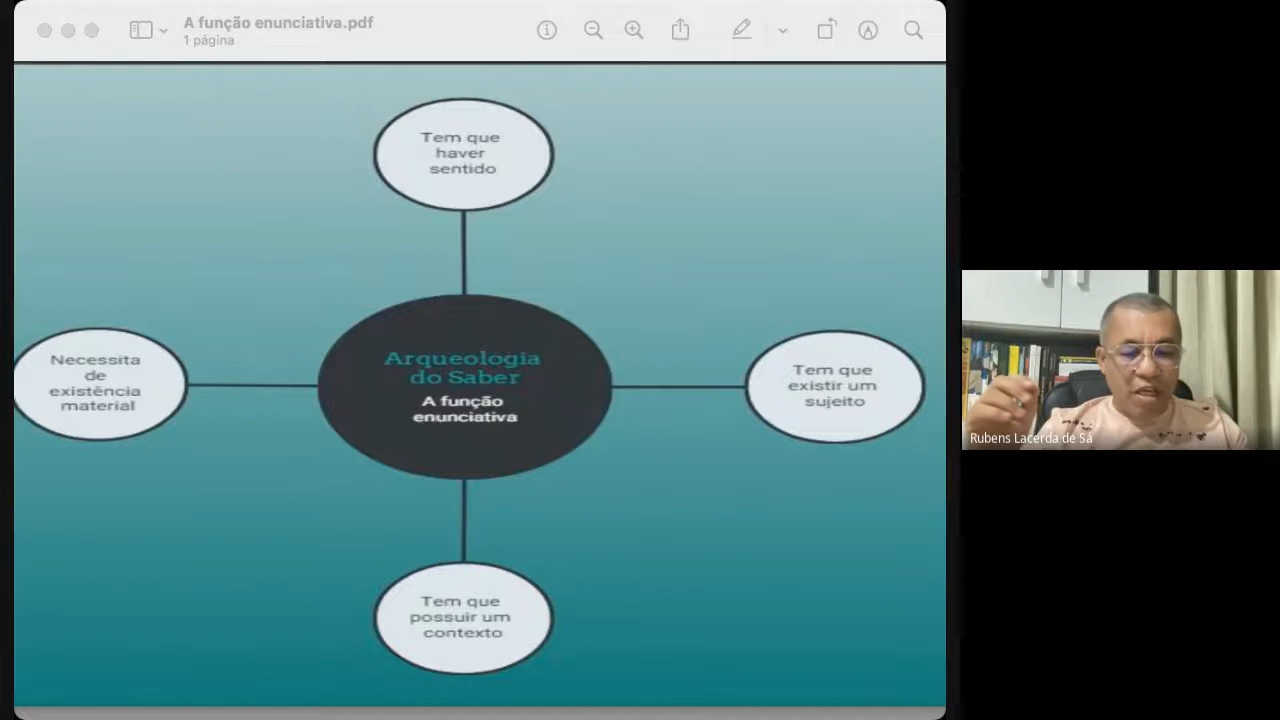 A função enunciativa.pdf
1 página
Tem que
haver
sentido
Necessita
de
existência
material
Arqueologia
do Saber
A função
enunciativa
Tem que
existir um
sujeito
Tem que
possuir um
contexto
Rubens Lacerda de Sá